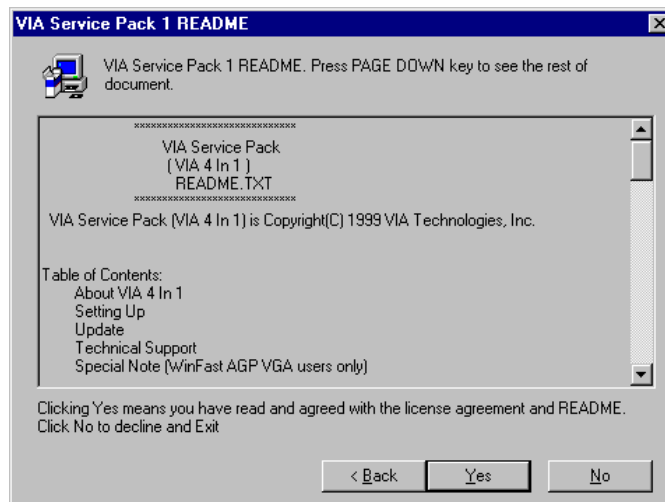 VIA Service Pack 1 README
VIA Service Pack 1 README. Press PAGE DOWN key to see the rest of
document.
xxxxxxxxxxxxxxxxxxxxxxxxxxxxx
VIA Service Pack
( VIA 4 In 1 )
README.TXT
xxxxxxxxxxxxxxxxxxxxxxxxxxxxx
VIA Service Pack (VIA 4 In 1) is Copyright(C) 1999 VIA Technologies, Inc.
Table of Contents:
About VIA 4 In 1
Setting Up
Update
Technical Support
Special Note (WinFast AGP VGA users only)
Clicking Yes means you have read and agreed with the license agreement and README.
Click No to decline and Exit
< Back
Yes
No